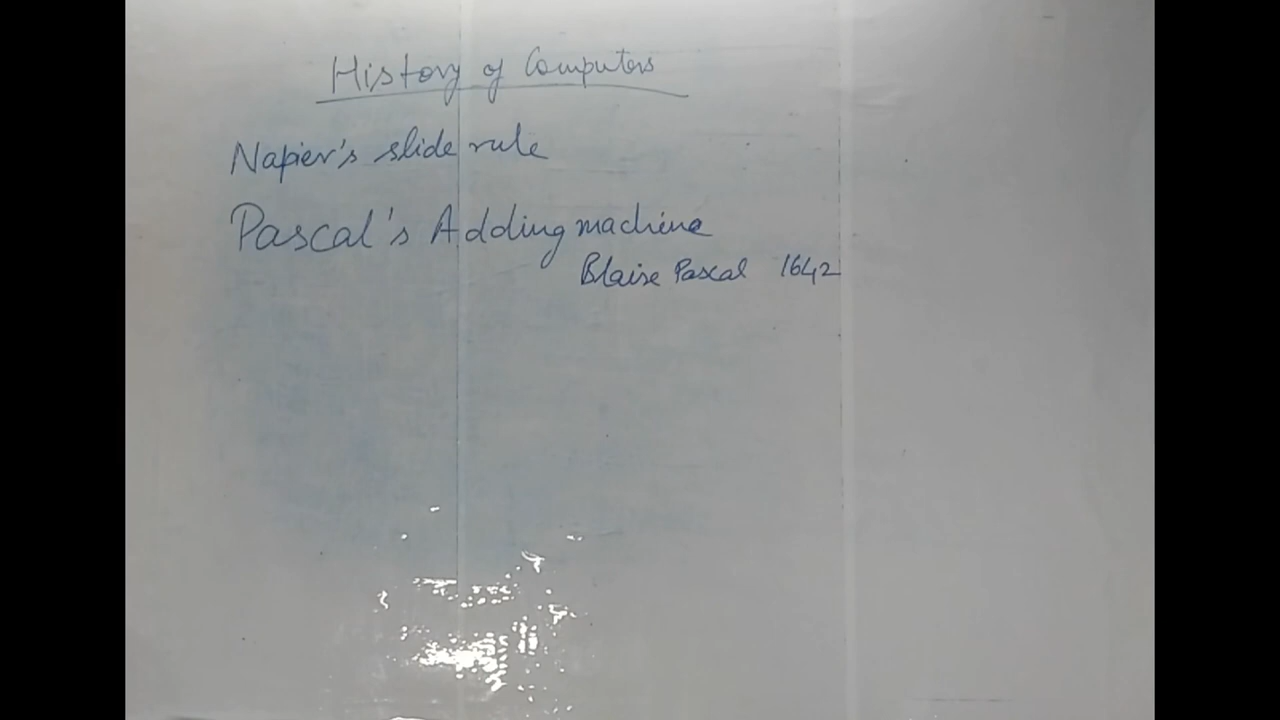 History of Computers
Napier's slide rule
Pascal's Adding machine
Blaise Pascal 1642